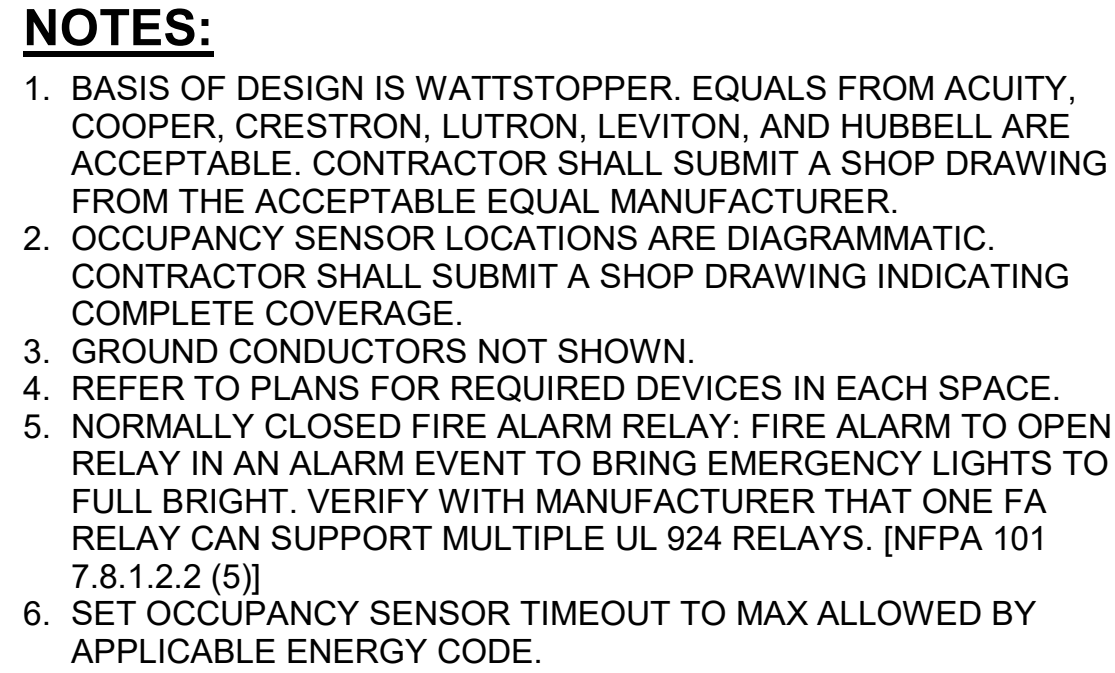 NOTES:
1. BASIS OF DESIGN IS WATTSTOPPER. EQUALS FROM ACUITY,
COOPER, CRESTRON, LUTRON, LEVITON, AND HUBBELL ARE
ACCEPTABLE. CONTRACTOR SHALL SUBMIT A SHOP DRAWING
FROM THE ACCEPTABLE EQUAL MANUFACTURER.
2. OCCUPANCY SENSOR LOCATIONS ARE DIAGRAMMATIC.
CONTRACTOR SHALL SUBMIT A SHOP DRAWING INDICATING
COMPLETE COVERAGE.
3. GROUND CONDUCTORS NOT SHOWN.
4. REFER TO PLANS FOR REQUIRED DEVICES IN EACH SPACE.
5. NORMALLY CLOSED FIRE ALARM RELAY: FIRE ALARM TO OPEN
RELAY IN AN ALARM EVENT TO BRING EMERGENCY LIGHTS TO
FULL BRIGHT. VERIFY WITH MANUFACTURER THAT ONE FA
RELAY CAN SUPPORT MULTIPLE UL 924 RELAYS. [NFPA 101
7.8.1.2.2 (5)]
6. SET OCCUPANCY SENSOR TIMEOUT TO MAX ALLOWED BY
APPLICABLE ENERGY CODE.